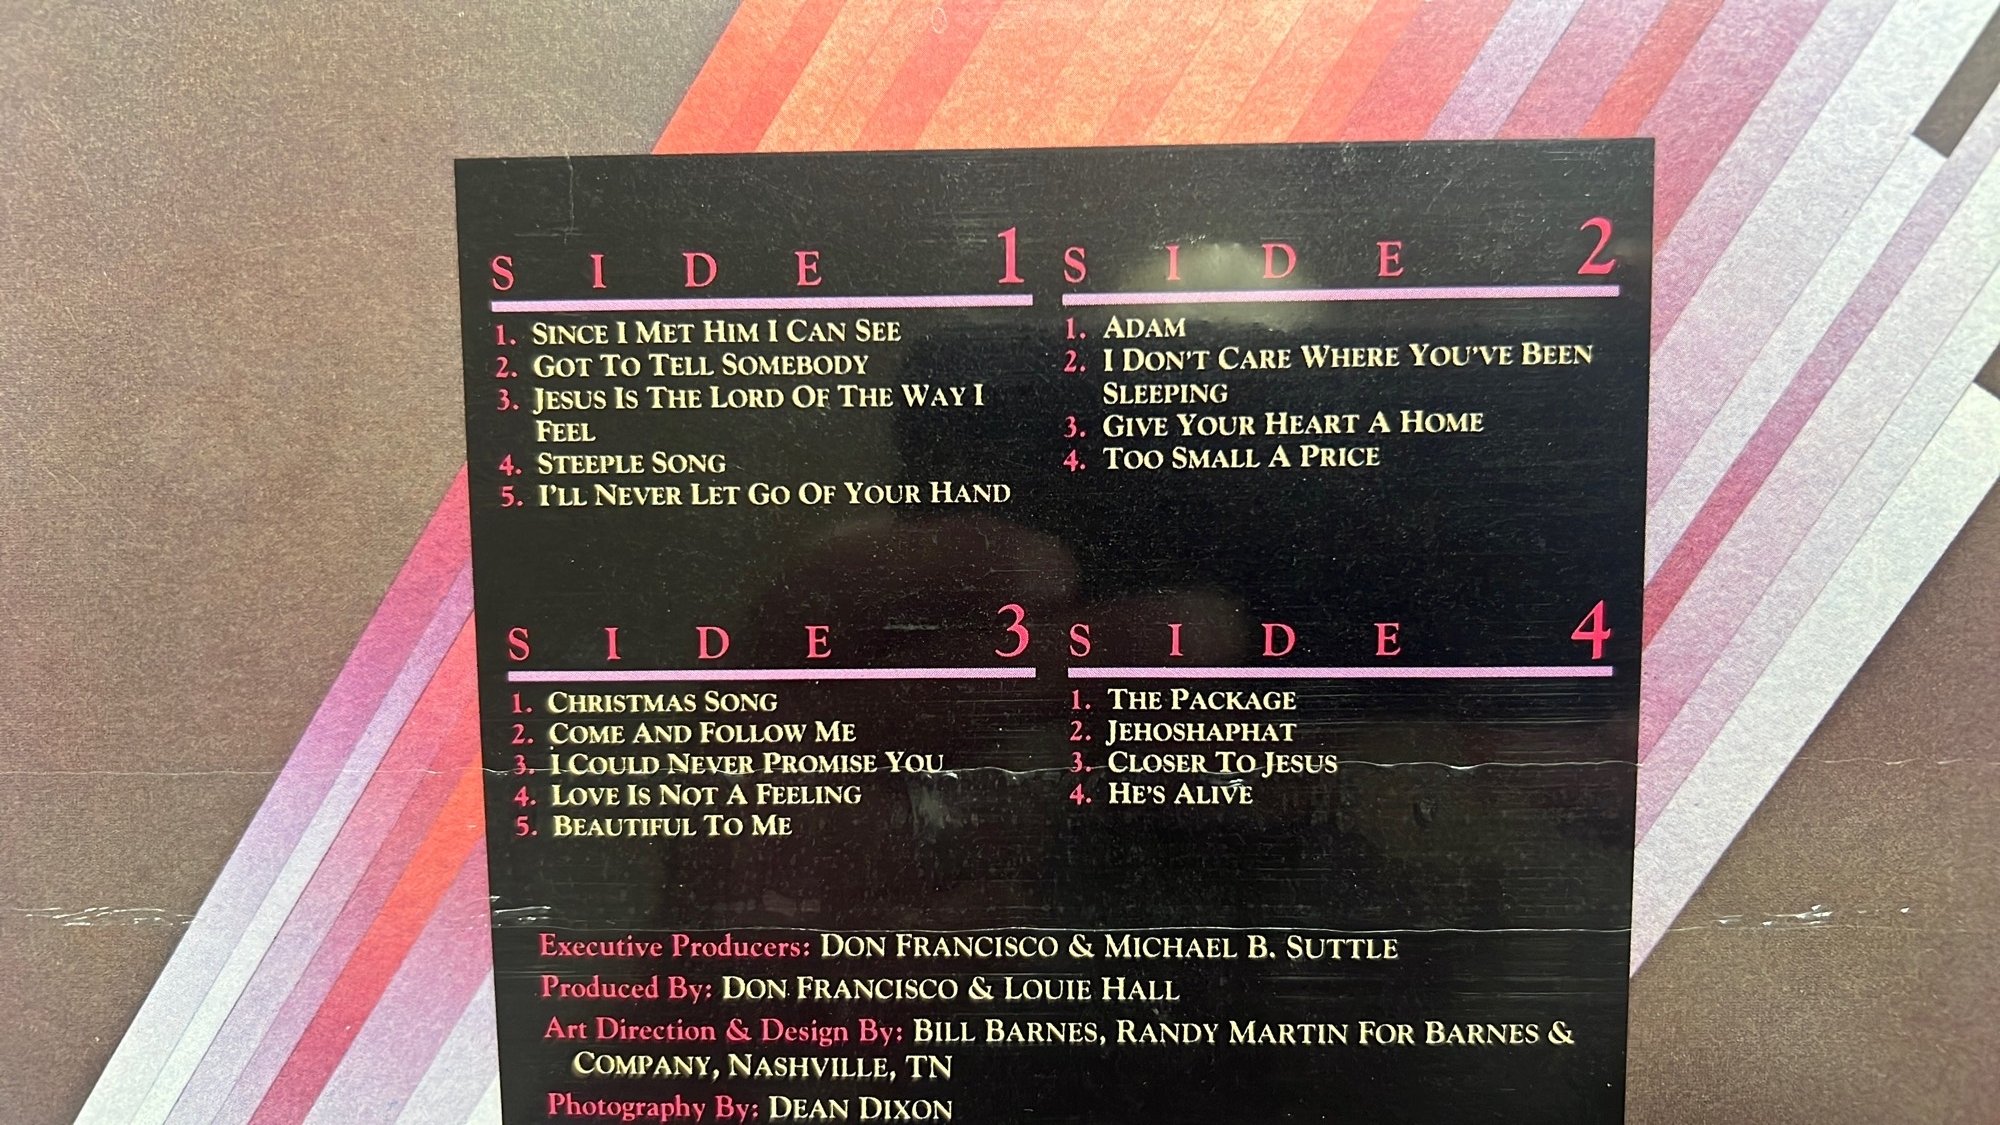 SIDE 1
1. SINCE I MET HIM I CAN SEE
2. GOT TO TELL SOMEBODY
3. JESUS IS THE LORD OF THE WAY I
FEEL
4. STEEPLE SONG
5. I'LL NEVER LET GO OF YOUR HAND
SIDE 2
1. ADAM
2. I DON'T CARE WHERE YOU'VE BEEN
SLEEPING
3. GIVE YOUR HEART A HOME
4. TOO SMALL A PRICE
SIDE 3
1. CHRISTMAS SONG
2. COME AND FOLLOW ME
3. I COULD NEVER PROMISE YOU
4. LOVE IS NOT A FEELING
5. BEAUTIFUL TO ME
SIDE 4
1. THE PACKAGE
2. JEHOSHAPHAT
3. CLOSER TO JESUS
4. HE'S ALIVE
Executive Producers: DON FRANCISCO & MICHAEL B. SUTTLE
Produced By: DON FRANCISCO & LOUIE HALL
Art Direction & Design By: BILL BARNES, RANDY MARTIN FOR BARNES &
COMPANY, NASHVILLE, TN
Photography By: DEAN DIXON